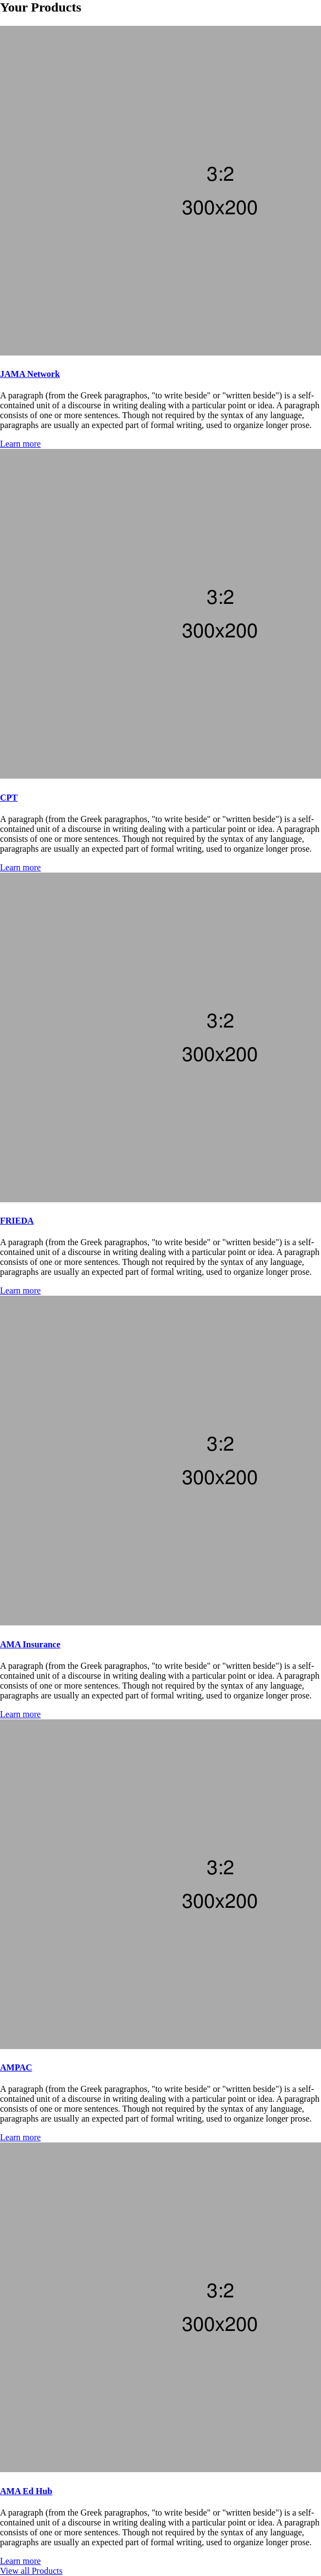 Your Products
3:2
300x200
JAMA Network
A paragraph (from the Greek paragraphos, "to write beside" or "written beside") is a self-
contained unit of a discourse in writing dealing with a particular point or idea. A paragraph
consists of one or more sentences. Though not required by the syntax of any language,
paragraphs are usually an expected part of formal writing, used to organize longer prose.
Learn more
3:2
300x200
CPT
A paragraph (from the Greek paragraphos, "to write beside" or "written beside") is a self-
contained unit of a discourse in writing dealing with a particular point or idea. A paragraph
consists of one or more sentences. Though not required by the syntax of any language,
paragraphs are usually an expected part of formal writing, used to organize longer prose.
Learn more
3:2
300x200
FRIEDA
A paragraph (from the Greek paragraphos, "to write beside" or "written beside") is a self-
contained unit of a discourse in writing dealing with a particular point or idea. A paragraph
consists of one or more sentences. Though not required by the syntax of any language,
paragraphs are usually an expected part of formal writing, used to organize longer prose.
Learn more
3:2
300x200
AMA Insurance
A paragraph (from the Greek paragraphos, "to write beside" or "written beside") is a self-
contained unit of a discourse in writing dealing with a particular point or idea. A paragraph
consists of one or more sentences. Though not required by the syntax of any language,
paragraphs are usually an expected part of formal writing, used to organize longer prose.
Learn more
3:2
300x200
AMPAC
A paragraph (from the Greek paragraphos, "to write beside" or "written beside") is a self-
contained unit of a discourse in writing dealing with a particular point or idea. A paragraph
consists of one or more sentences. Though not required by the syntax of any language,
paragraphs are usually an expected part of formal writing, used to organize longer prose.
Learn more
3:2
300x200
AMA Ed Hub
A paragraph (from the Greek paragraphos, "to write beside" or "written beside") is a self-
contained unit of a discourse in writing dealing with a particular point or idea. A paragraph
consists of one or more sentences. Though not required by the syntax of any language,
paragraphs are usually an expected part of formal writing, used to organize longer prose.
Learn more
View all Products